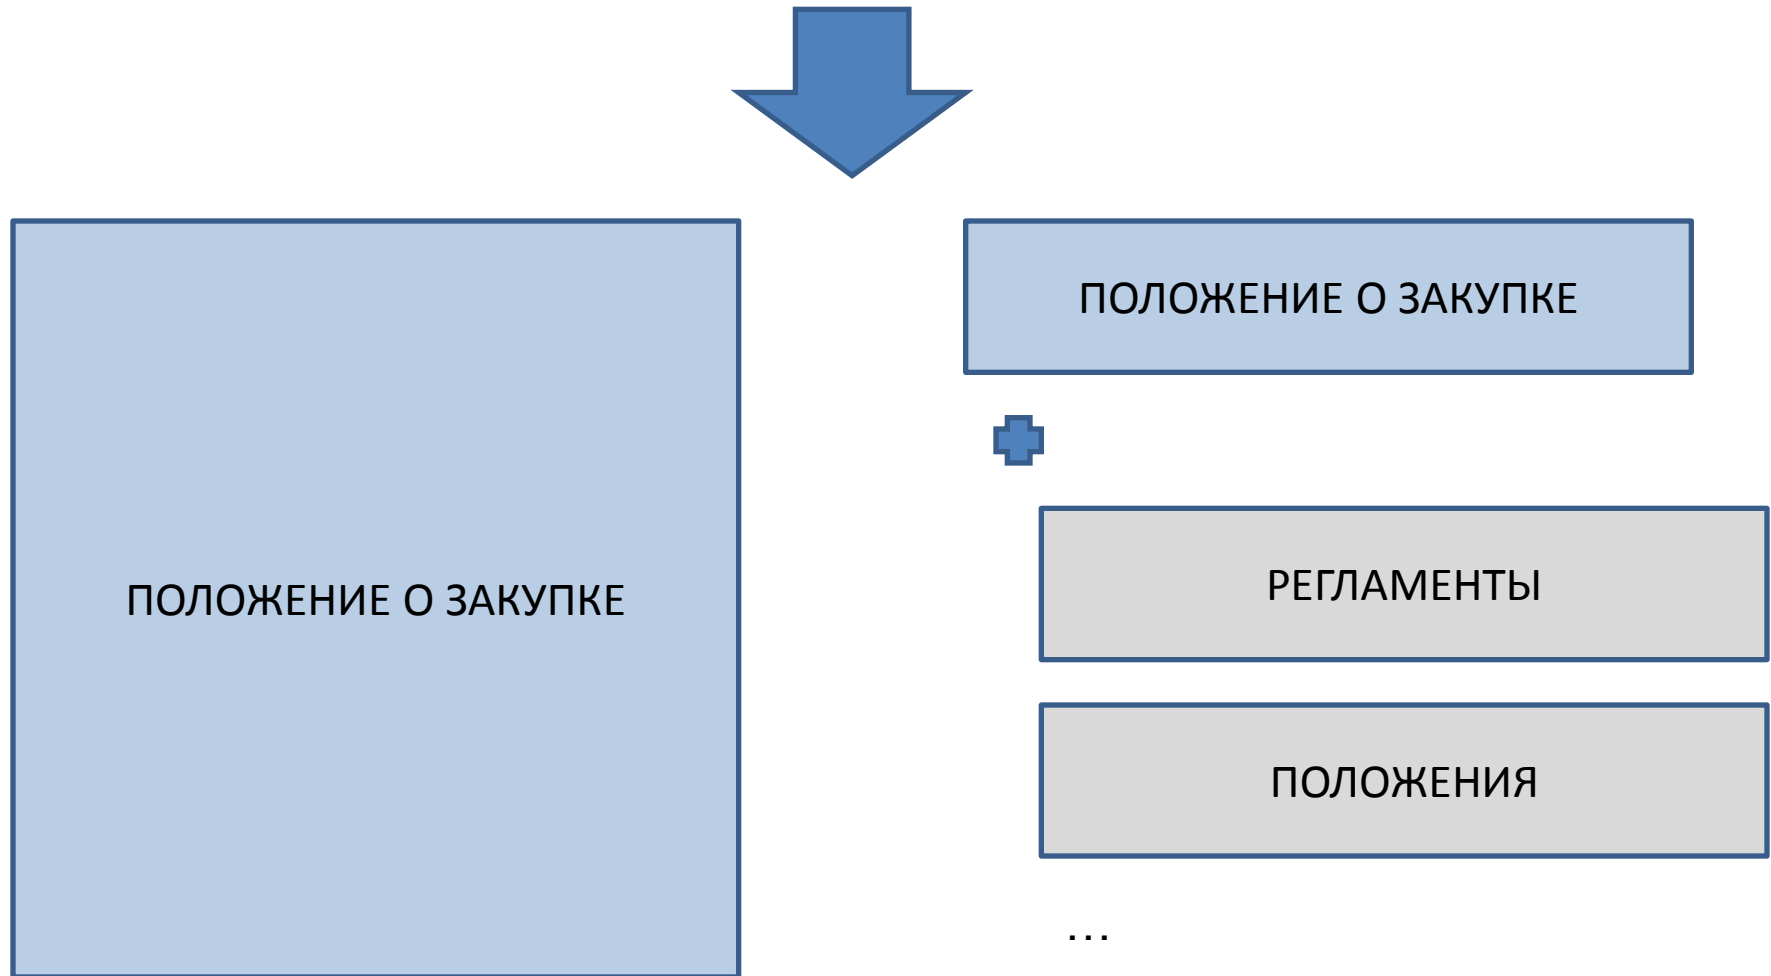 ПОЛОЖЕНИЕ О ЗАКУПКЕ
ПОЛОЖЕНИЕ О ЗАКУПКЕ
РЕГЛАМЕНТЫ
ПОЛОЖЕНИЯ
...